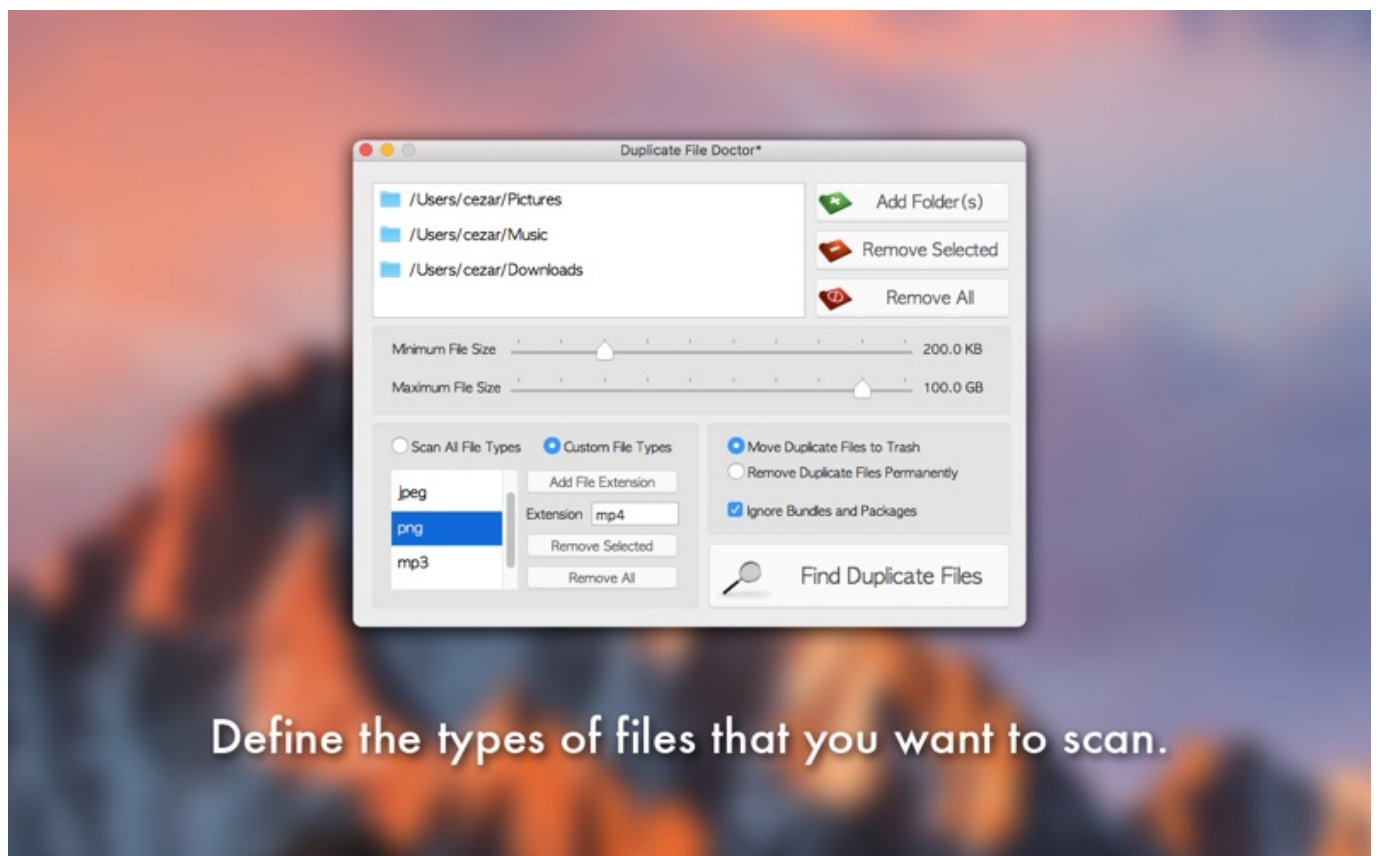 Duplicate File Doctor*
/Users/cezar/Pictures
/Users/cezar/Music
/Users/cezar/Downloads
Add Folder(s)
Remove Selected
Remove All
Minimum File Size 200.0 KB
Maximum File Size 100.0 GB
Scan All File Types Custom File Types
jpeg
png
mp3
Add File Extension
Extension mp4
Remove Selected
Remove All
Move Duplicate Files to Trash
Remove Duplicate Files Permanently
Ignore Bundles and Packages
Find Duplicate Files
Define the types of files that you want to scan.